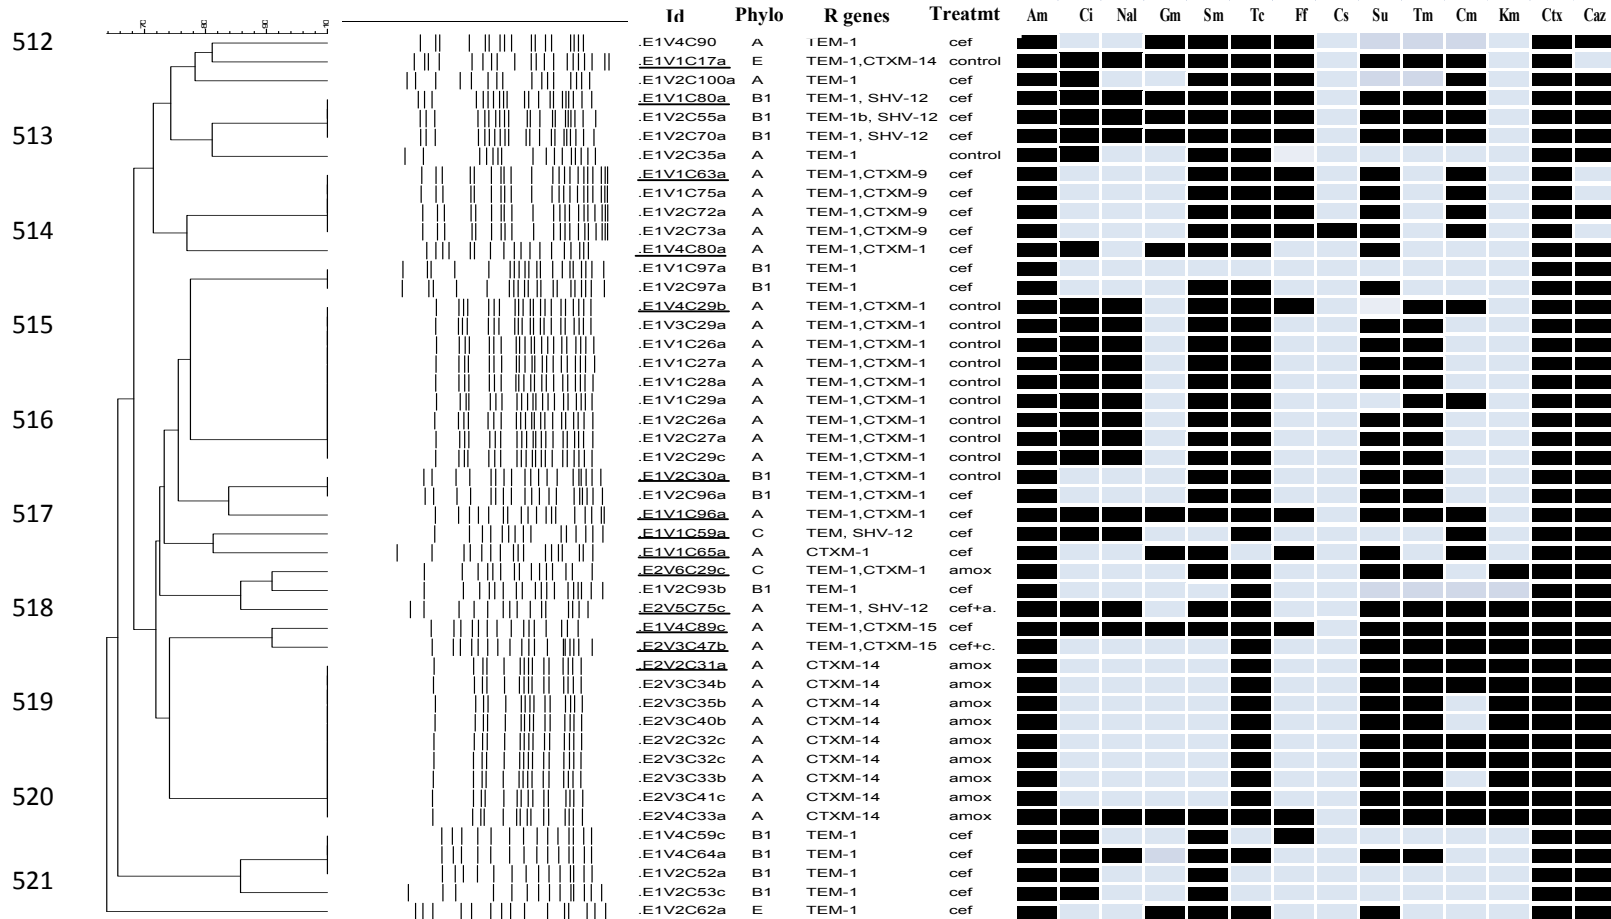 70 80 90 10
Id Phylo R genes Treatmt Am Ci Nal Gm Sm Tc Ff Cs Su Tm Cm Km Ctx Caz
512 .E1V4C90 A TEM-1 cef
.E1V1C17a E TEM-1,CTXM-14 control
.E1V2C100a A TEM-1 cef
.E1V1C80a B1 TEM-1, SHV-12 cef
.E1V2C55a B1 TEM-1b, SHV-12 cef
513 .E1V2C70a B1 TEM-1, SHV-12 cef
.E1V2C35a A TEM-1 control
.E1V1C63a A TEM-1,CTXM-9 cef
.E1V1C75a A TEM-1,CTXM-9 cef
.E1V2C72a A TEM-1,CTXM-9 cef
514 .E1V2C73a A TEM-1,CTXM-9 cef
.E1V4C80a A TEM-1,CTXM-1 cef
.E1V1C97a B1 TEM-1 cef
.E1V2C97a B1 TEM-1 cef
.E1V4C29b A TEM-1,CTXM-1 control
515 .E1V3C29a A TEM-1,CTXM-1 control
.E1V1C26a A TEM-1,CTXM-1 control
.E1V1C27a A TEM-1,CTXM-1 control
.E1V1C28a A TEM-1,CTXM-1 control
.E1V1C29a A TEM-1,CTXM-1 control
516 .E1V2C26a A TEM-1,CTXM-1 control
.E1V2C27a A TEM-1,CTXM-1 control
.E1V2C29c A TEM-1,CTXM-1 control
.E1V2C30a B1 TEM-1,CTXM-1 control
.E1V2C96a B1 TEM-1,CTXM-1 cef
517 .E1V1C96a A TEM-1,CTXM-1 cef
.E1V1C59a C TEM, SHV-12 cef
.E1V1C65a A CTXM-1 cef
.E2V6C29c C TEM-1,CTXM-1 amox
.E1V2C93b B1 TEM-1 cef
518 .E2V5C75c A TEM-1, SHV-12 cef+a.
.E1V4C89c A TEM-1,CTXM-15 cef
.E2V3C47b A TEM-1,CTXM-15 cef+c.
.E2V2C31a A CTXM-14 amox
.E2V3C34b A CTXM-14 amox
519 .E2V3C35b A CTXM-14 amox
.E2V3C40b A CTXM-14 amox
.E2V2C32c A CTXM-14 amox
.E2V3C32c A CTXM-14 amox
.E2V3C33b A CTXM-14 amox
520 .E2V3C41c A CTXM-14 amox
.E2V4C33a A CTXM-14 amox
.E1V4C59c B1 TEM-1 cef
.E1V4C64a B1 TEM-1 cef
521 .E1V2C52a B1 TEM-1 cef
.E1V2C53c B1 TEM-1 cef
.E1V2C62a E TEM-1 cef